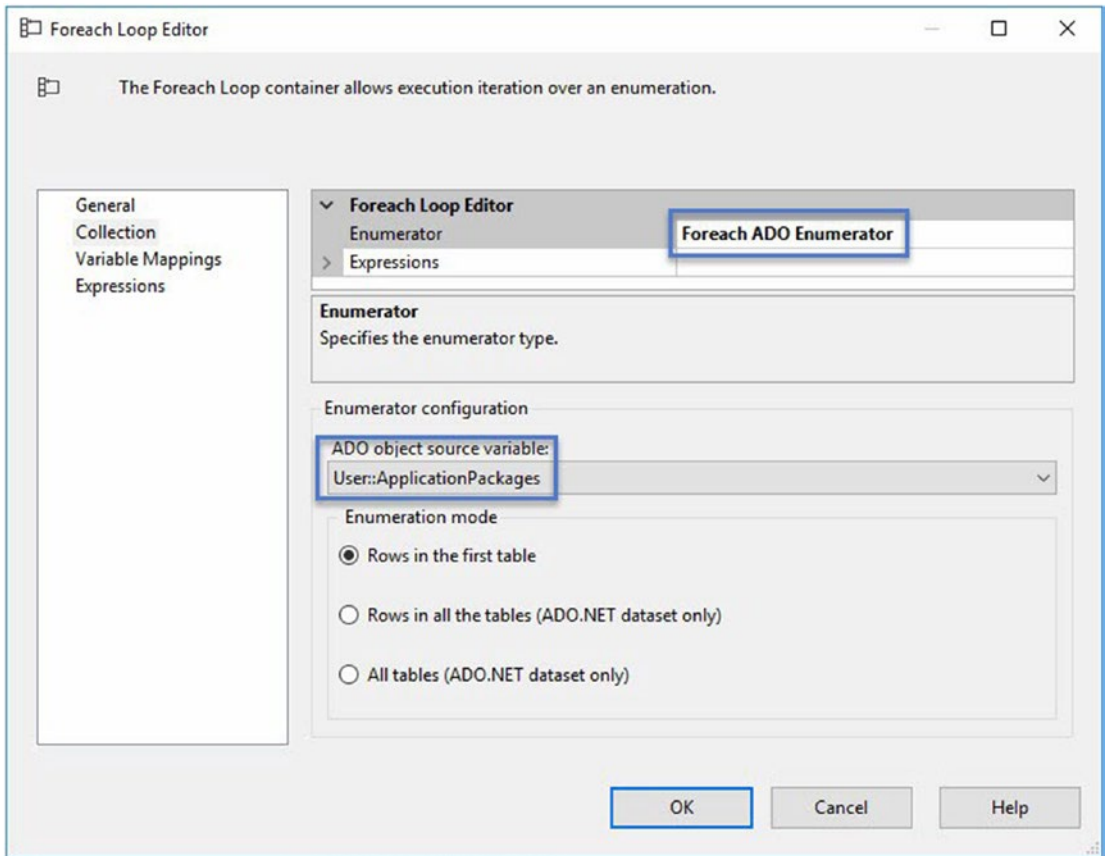 Foreach Loop Editor
The Foreach Loop container allows execution iteration over an enumeration.
General
Collection
Variable Mappings
Expressions
Foreach Loop Editor
Enumerator Foreach ADO Enumerator
Expressions
Enumerator
Specifies the enumerator type.
Enumerator configuration
ADO object source variable:
User::ApplicationPackages
Enumeration mode
Rows in the first table
Rows in all the tables (ADO.NET dataset only)
All tables (ADO.NET dataset only)
OK Cancel Help